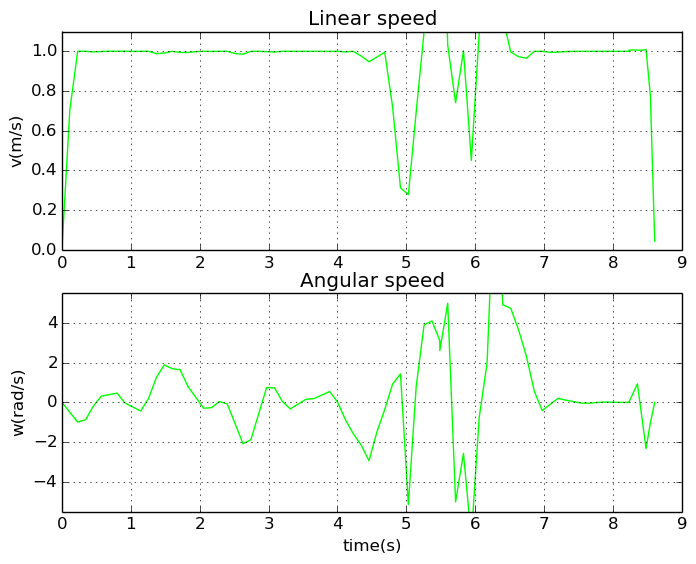 Linear speed
v(m/s)
1.0
0.8
0.6
0.4
0.2
0.0
0 1 2 3 4 5 6 7 8 9
Angular speed
w(rad/s)
4
2
0
−2
−4
0 1 2 3 4 5 6 7 8 9
time(s)